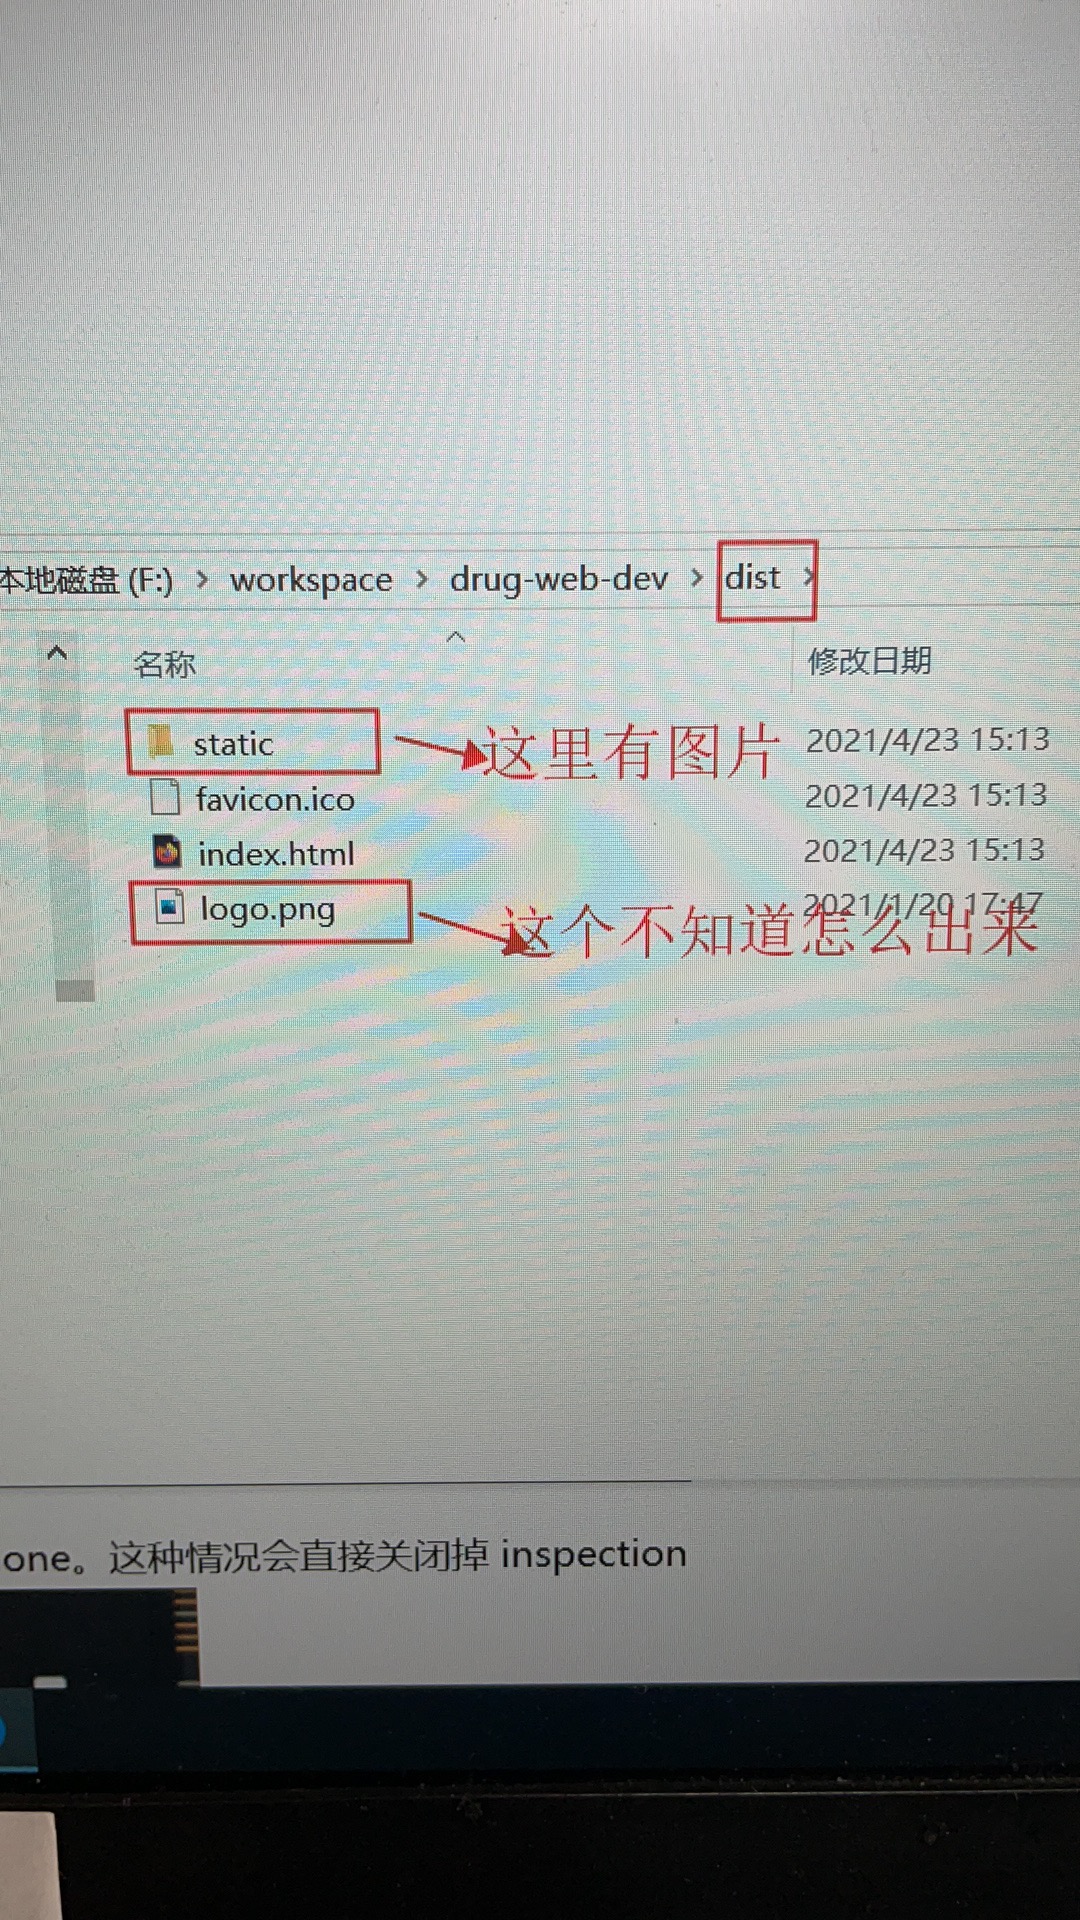 本地磁盘 (F:) › workspace › drug-web-dev › dist ›
名称 修改日期
static 这里有图片 2021/4/23 15:13
favicon.ico 2021/4/23 15:13
index.html 2021/4/23 15:13
logo.png 2021/1/20 17:47
这个不知道怎么出来
one。这种情况会直接关闭掉 inspection